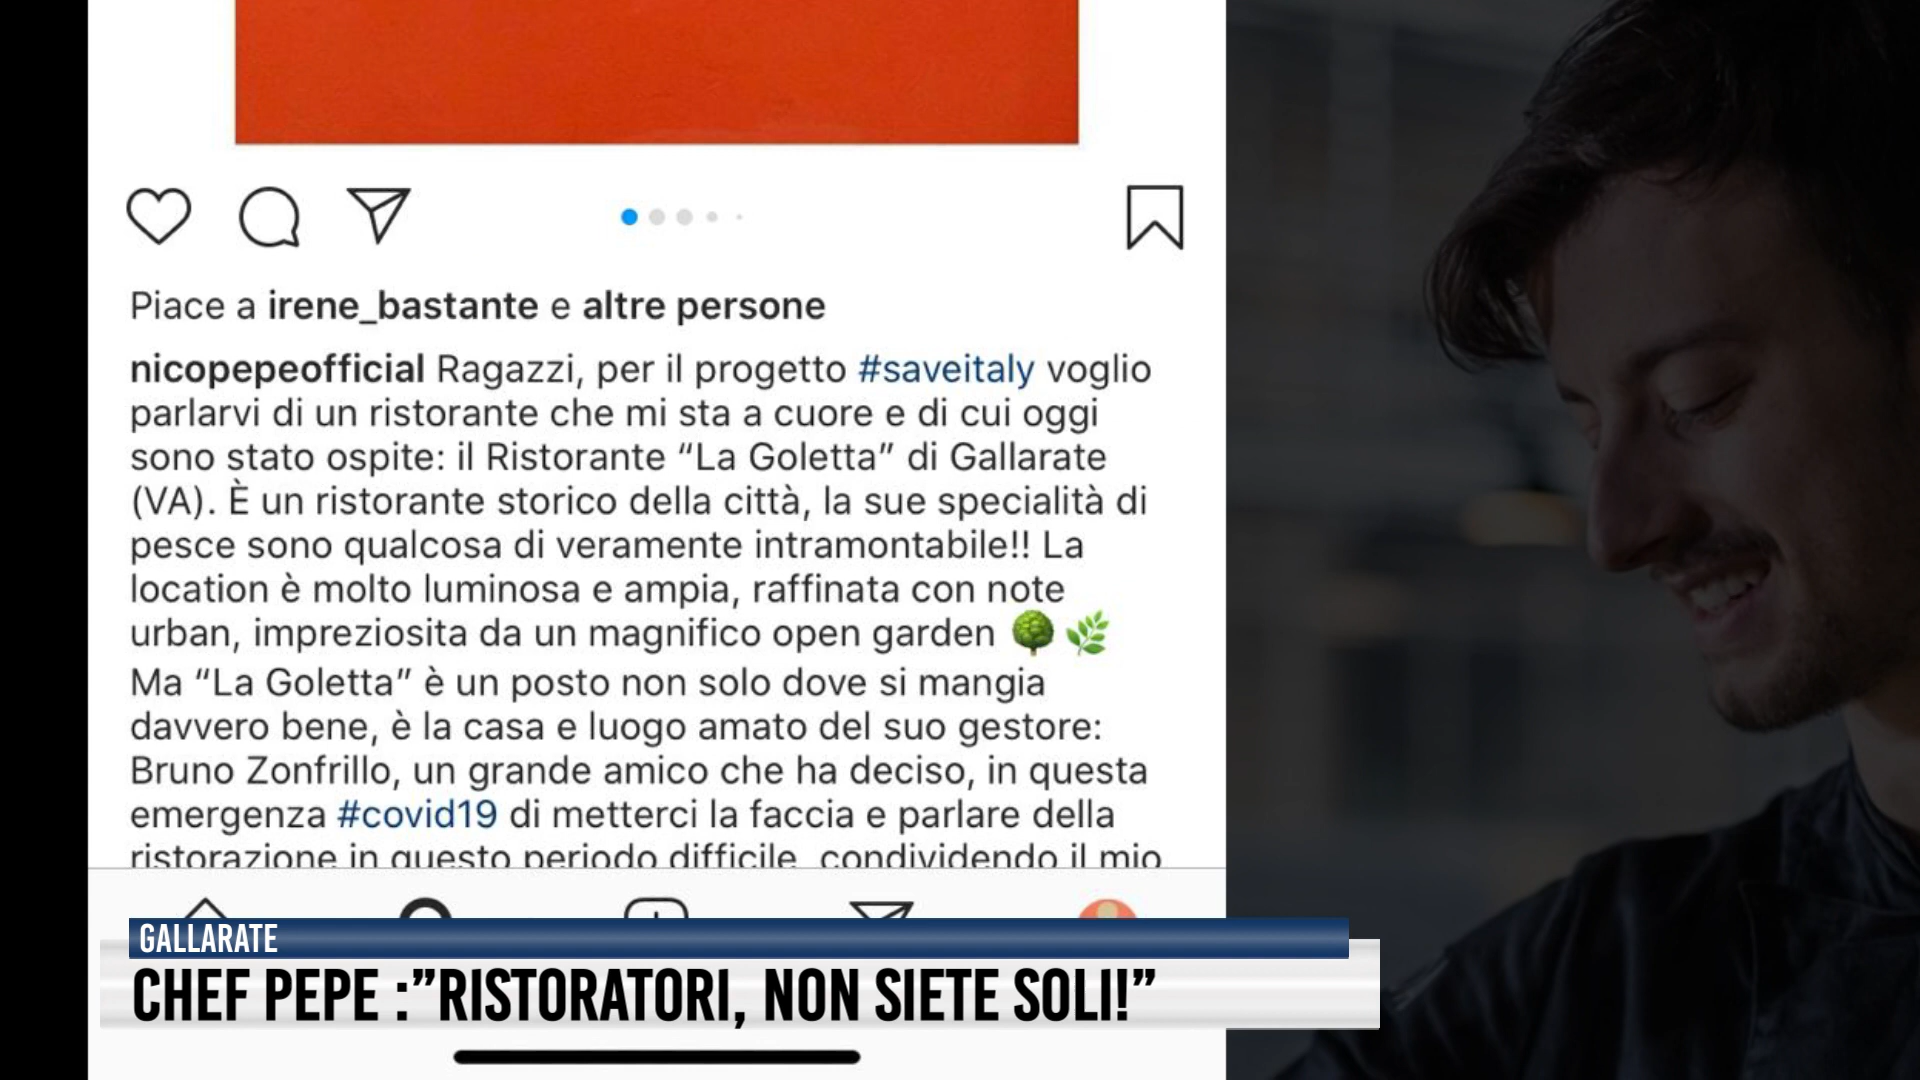 Piace a irene_bastante e altre persone
nicopepeofficial Ragazzi, per il progetto #saveitaly voglio
parlarvi di un ristorante che mi sta a cuore e di cui oggi
sono stato ospite: il Ristorante “La Goletta” di Gallarate
(VA). È un ristorante storico della città, la sue specialità di
pesce sono qualcosa di veramente intramontabile!! La
location è molto luminosa e ampia, raffinata con note
urban, impreziosita da un magnifico open garden 🌳🌿
Ma “La Goletta” è un posto non solo dove si mangia
davvero bene, è la casa e luogo amato del suo gestore:
Bruno Zonfrillo, un grande amico che ha deciso, in questa
emergenza #covid19 di metterci la faccia e parlare della
ristorazione in questo periodo difficile, condividendo il mio
GALLARATE
CHEF PEPE :”RISTORATORI, NON SIETE SOLI!”